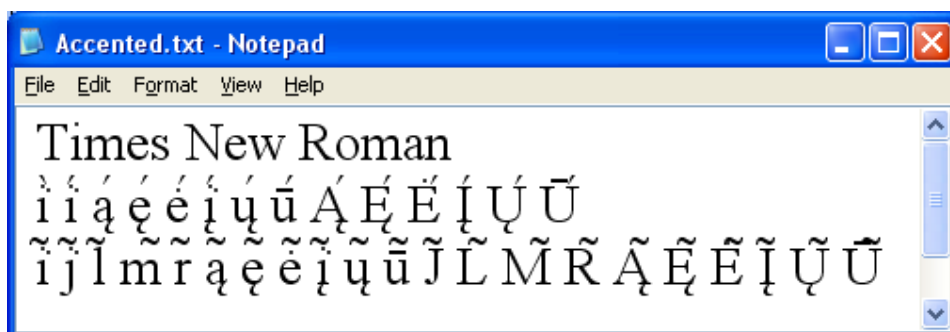 Accented.txt - Notepad
File Edit Format View Help
Times New Roman
i̇̀ i̇́ ą́ ę́ ė́ į̇́ ų́ ū́ Ą́ Ę́ Ė́ Į́ Ų́ Ū́
i̇̃ j̇̃ l̃ m̃ r̃ ą̃ ę̃ ė̃ į̇̃ ų̃ ū̃ J̃ L̃ M̃ R̃ Ą̃ Ę̃ Ė̃ Į̃ Ų̃ Ū̃